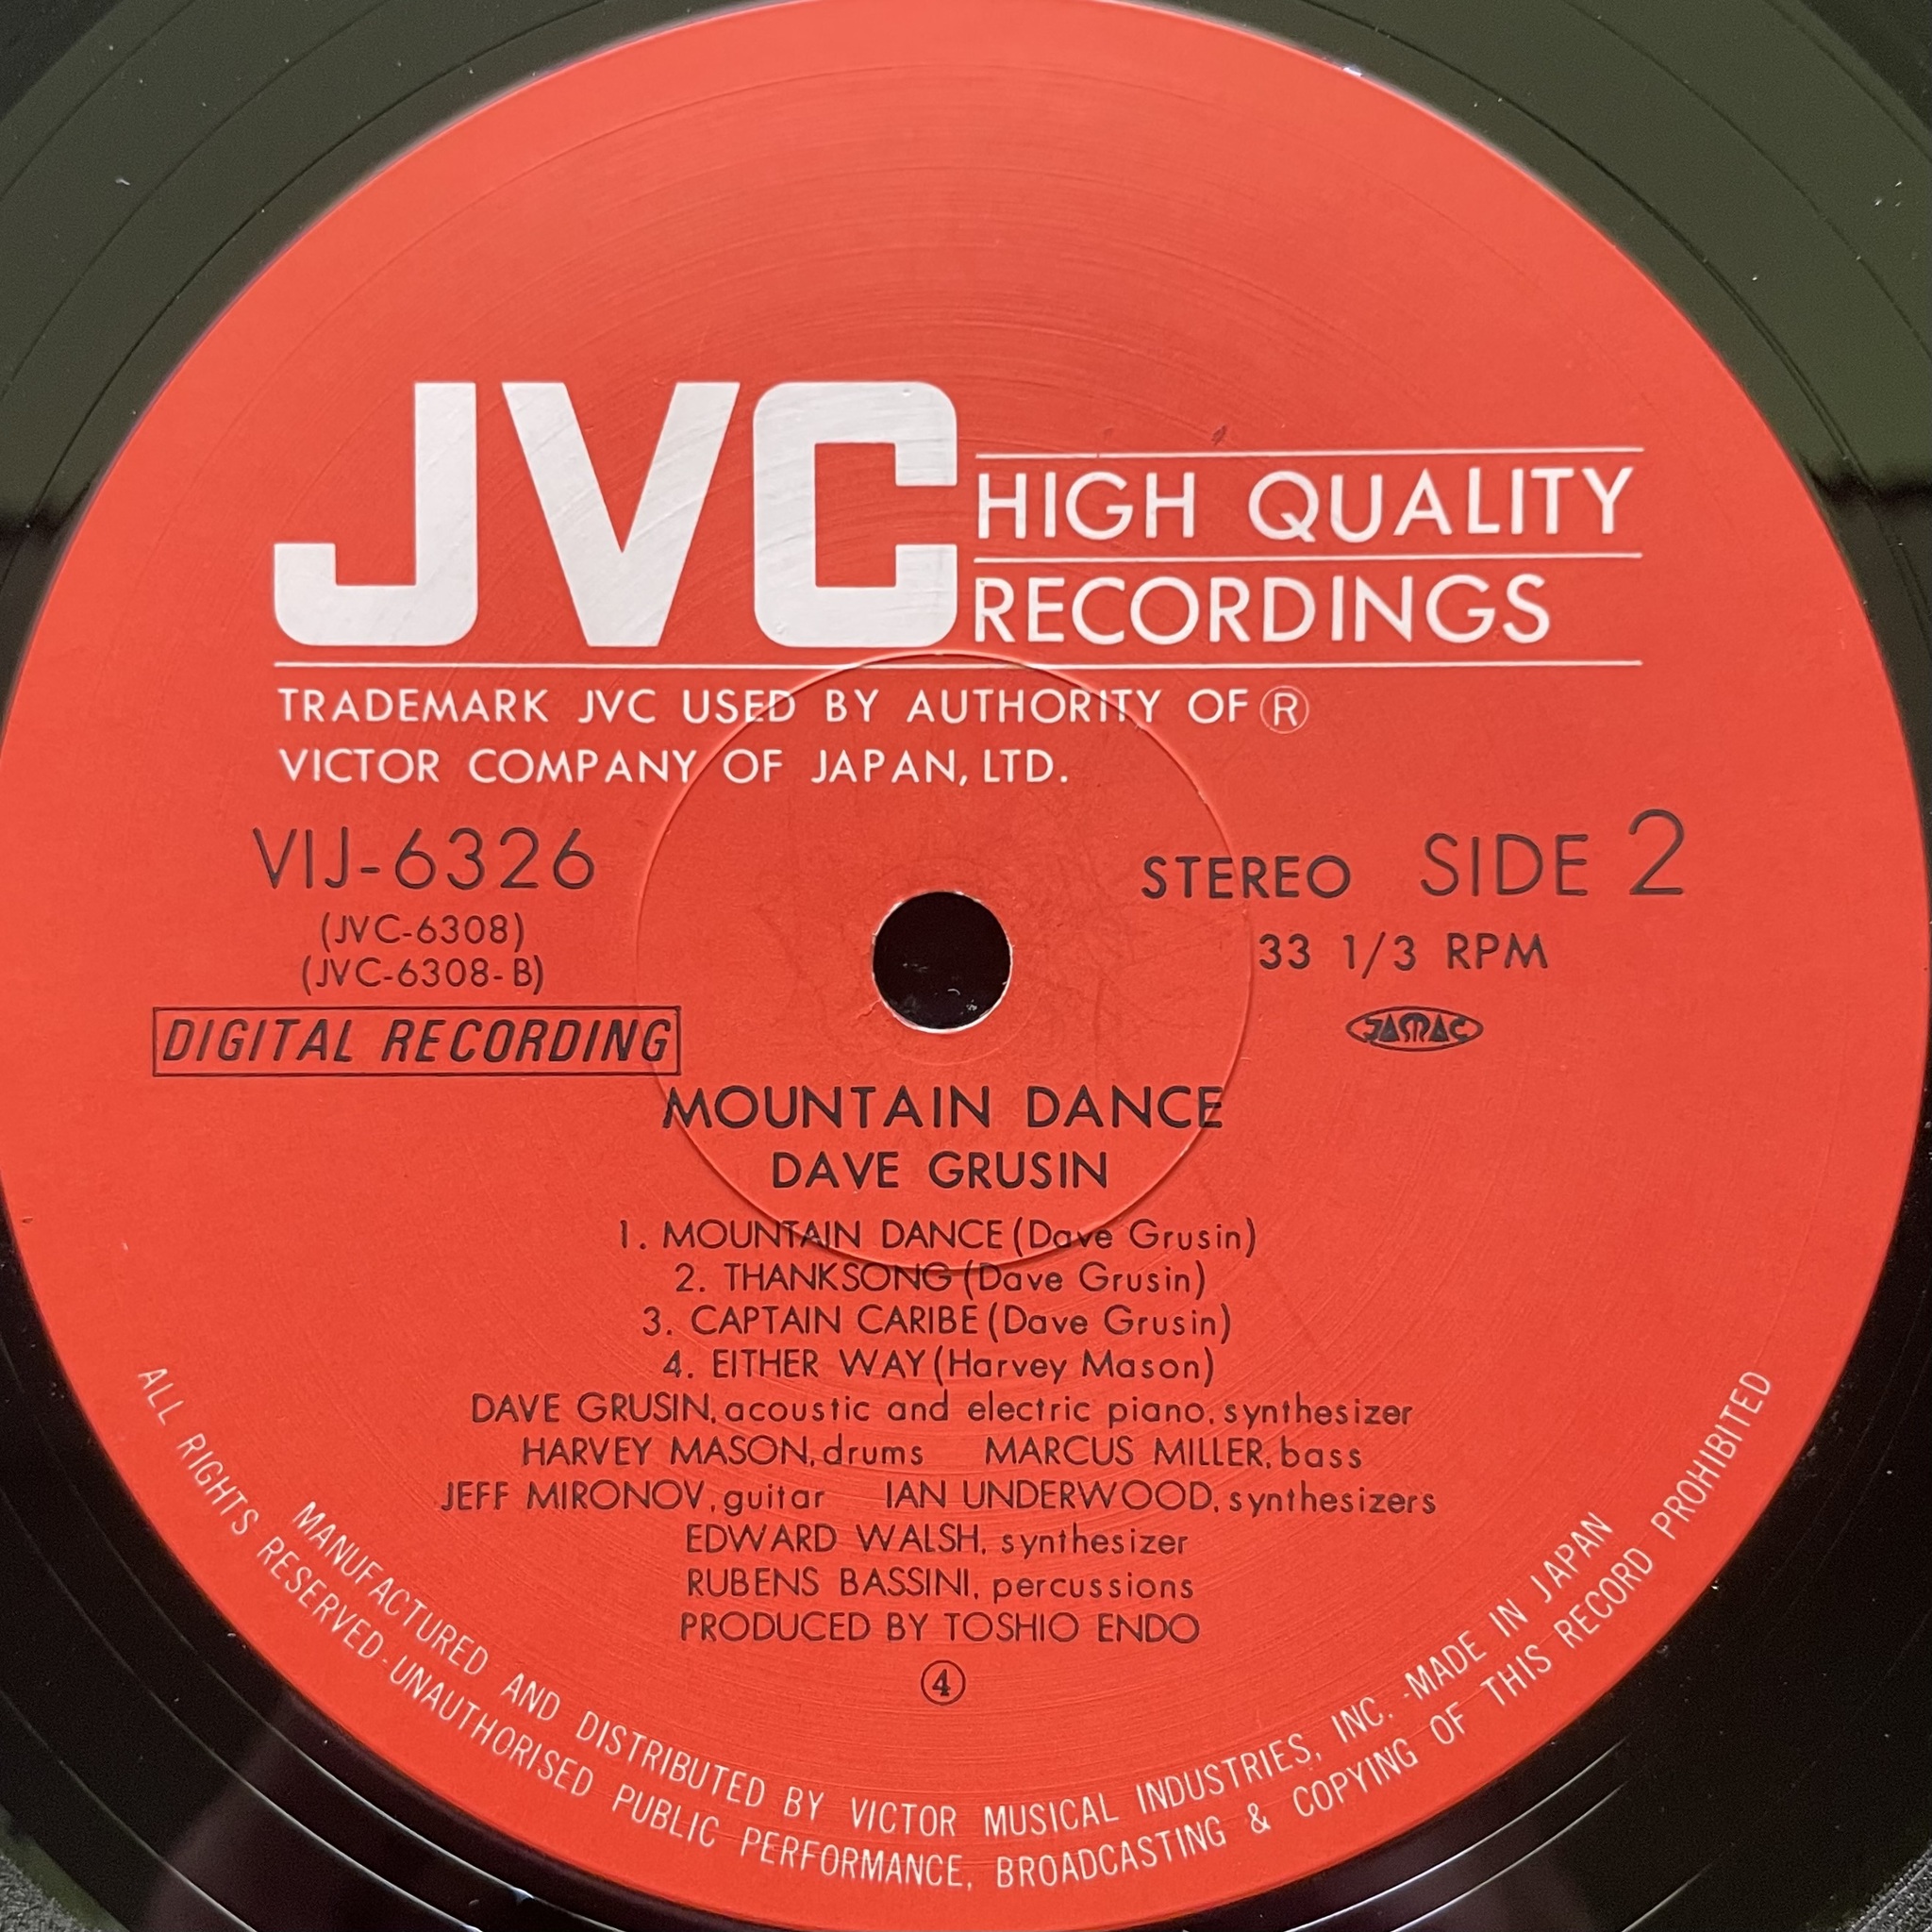 JVC
HIGH QUALITY
RECORDINGS
TRADEMARK JVC USED BY AUTHORITY OF ®
VICTOR COMPANY OF JAPAN, LTD.
VIJ-6326
(JVC-6308)
(JVC-6308-B)
DIGITAL RECORDING
STEREO SIDE 2
33 1/3 RPM
JASRAC
MOUNTAIN DANCE
DAVE GRUSIN
1. MOUNTAIN DANCE (Dave Grusin)
2. THANKSONG (Dave Grusin)
3. CAPTAIN CARIBE (Dave Grusin)
4. EITHER WAY (Harvey Mason)
DAVE GRUSIN, acoustic and electric piano, synthesizer
HARVEY MASON, drums MARCUS MILLER, bass
JEFF MIRONOV, guitar IAN UNDERWOOD, synthesizers
EDWARD WALSH, synthesizer
RUBENS BASSINI, percussions
PRODUCED BY TOSHIO ENDO
④
MANUFACTURED AND DISTRIBUTED BY VICTOR MUSICAL INDUSTRIES, INC. -MADE IN JAPAN
ALL RIGHTS RESERVED-UNAUTHORISED PUBLIC PERFORMANCE, BROADCASTING & COPYING OF THIS RECORD PROHIBITED